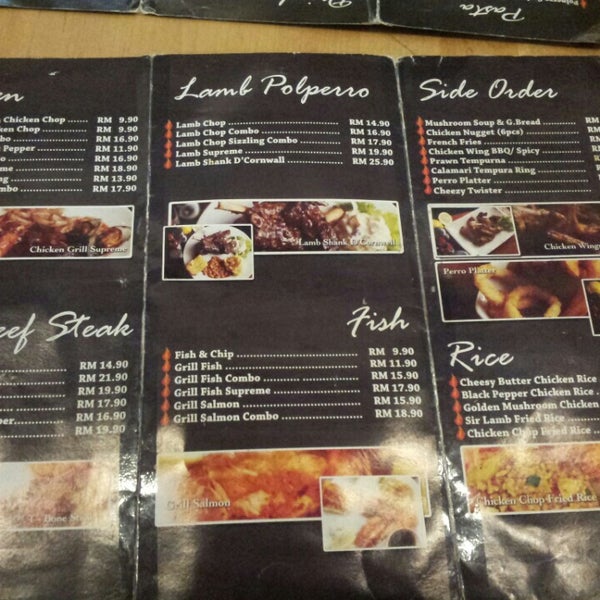 Pasta
Lamb Polperro
Lamb Chop RM 14.90
Lamb Chop Combo RM 16.90
Lamb Chop Sizzling Combo RM 17.90
Lamb Supreme RM 19.90
Lamb Shank D'Cornwall RM 25.90
Lamb Shank D'Cornwell
Fish
Fish & Chip RM 9.90
Grill Fish RM 11.90
Grill Fish Combo RM 15.90
Grill Fish Supreme RM 17.90
Grill Salmon RM 15.90
Grill Salmon Combo RM 18.90
Grill Salmon
Chicken Chop RM 9.90
Chop RM 9.90
Pepper RM 11.90
RM 16.90
RM 18.90
RM 13.90
RM 17.90
Chicken Grill Supreme
Steak
RM 14.90
RM 21.90
RM 19.90
RM 17.90
RM 16.90
RM 19.90
Bone
Side Order
Mushroom Soup & G.Bread RM
Chicken Nugget (6pcs) RM
French Fries RM
Chicken Wing BBQ/ Spicy
Prawn Tempurna
Calamari Tempura Ring
Perro Platter
Cheezy Twister
Chicken Wing
Perro Platter
Rice
Cheesy Butter Chicken Rice
Black Pepper Chicken Rice
Golden Mushroom Chicken
Sir Lamb Fried Rice
Chicken Chop Fried Rice
Chicken Chop Fried Rice